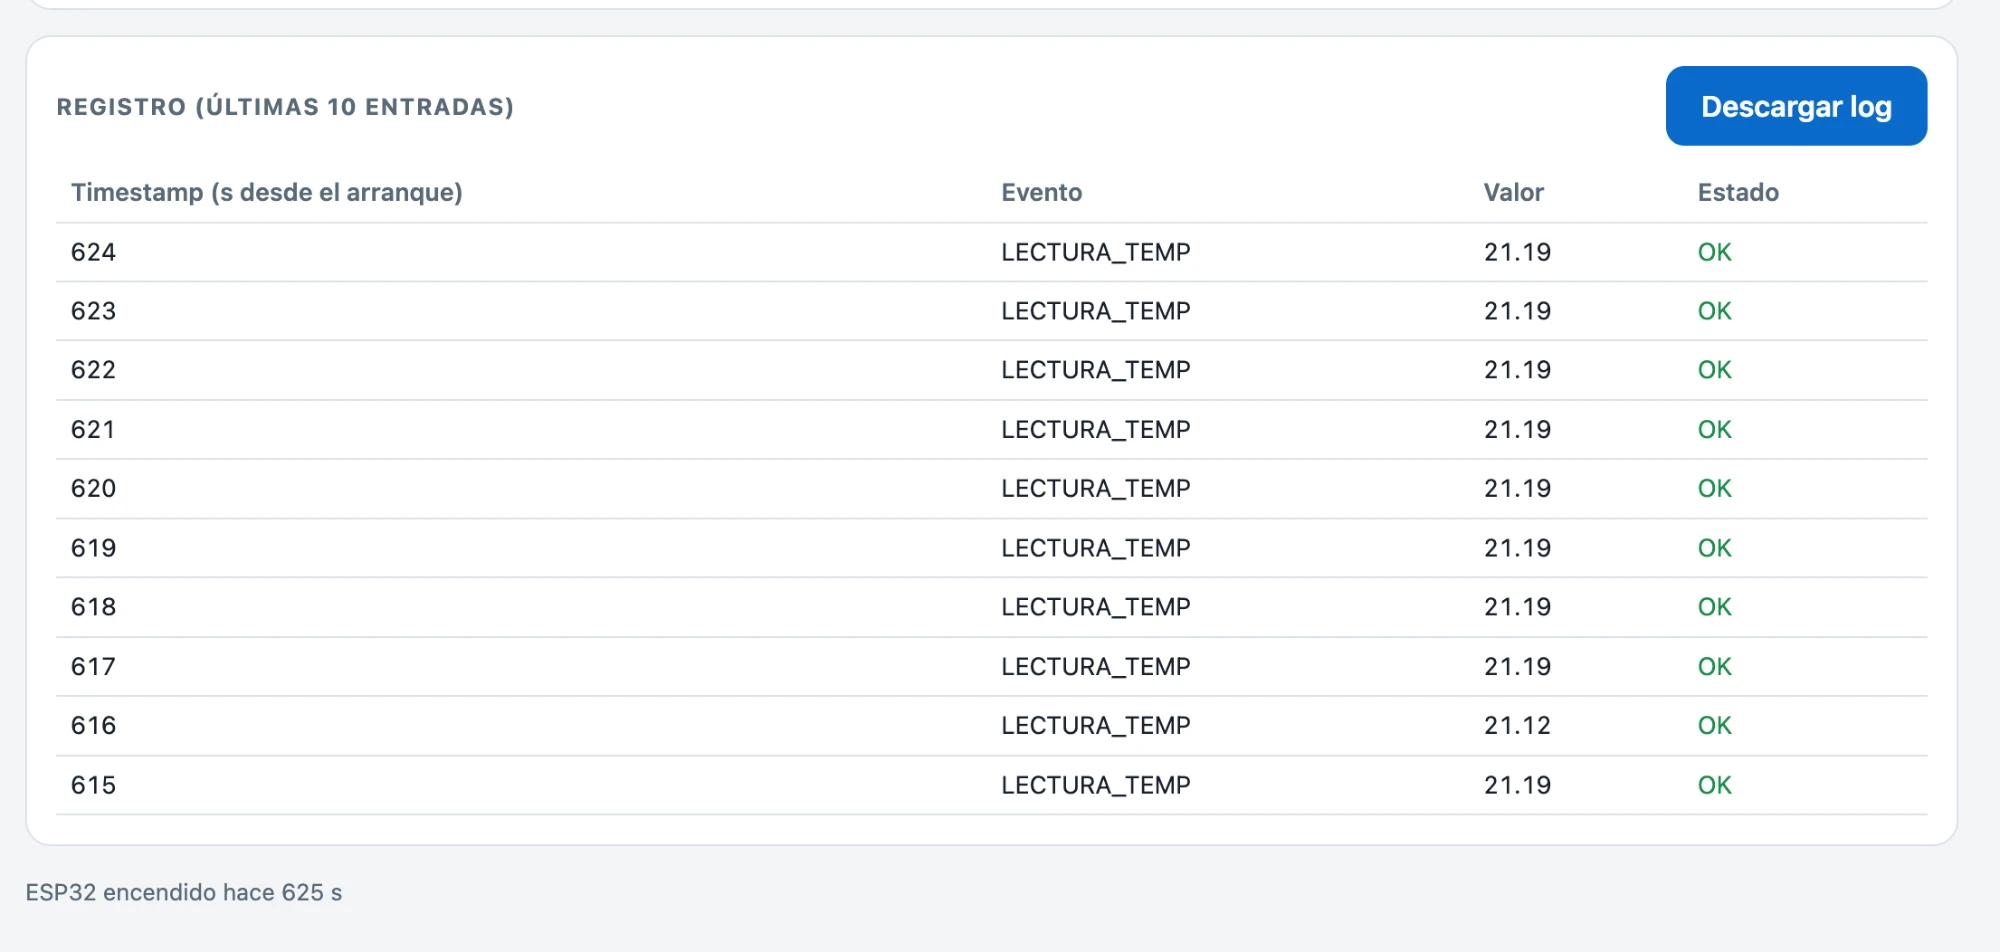 REGISTRO (ÚLTIMAS 10 ENTRADAS) Descargar log
Timestamp (s desde el arranque) Evento Valor Estado
624 LECTURA_TEMP 21.19 OK
623 LECTURA_TEMP 21.19 OK
622 LECTURA_TEMP 21.19 OK
621 LECTURA_TEMP 21.19 OK
620 LECTURA_TEMP 21.19 OK
619 LECTURA_TEMP 21.19 OK
618 LECTURA_TEMP 21.19 OK
617 LECTURA_TEMP 21.19 OK
616 LECTURA_TEMP 21.12 OK
615 LECTURA_TEMP 21.19 OK
ESP32 encendido hace 625 s